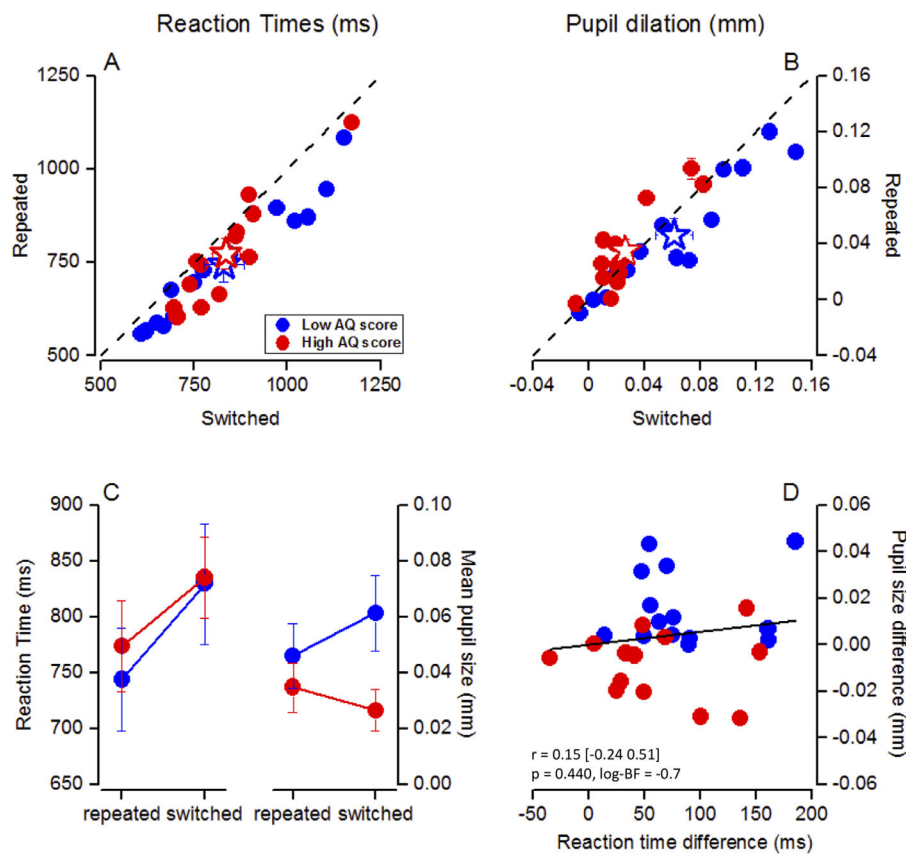 Reaction Times (ms)
Pupil dilation (mm)
A
1250
1000
750
500
Repeated
500 750 1000 1250
Switched
Low AQ score
High AQ score
B
0.16
0.12
0.08
0.04
0
-0.04
Repeated
-0.04 0 0.04 0.08 0.12 0.16
Switched
C
900
850
800
750
700
650
Reaction Time (ms)
0.10
0.08
0.06
0.04
0.02
0.00
Mean pupil size (mm)
repeated switched
repeated switched
D
0.06
0.04
0.02
0.00
-0.02
-0.04
-0.06
Pupil size difference (mm)
r = 0.15 [-0.24 0.51]
p = 0.440, log-BF = -0.7
-50 0 50 100 150 200
Reaction time difference (ms)